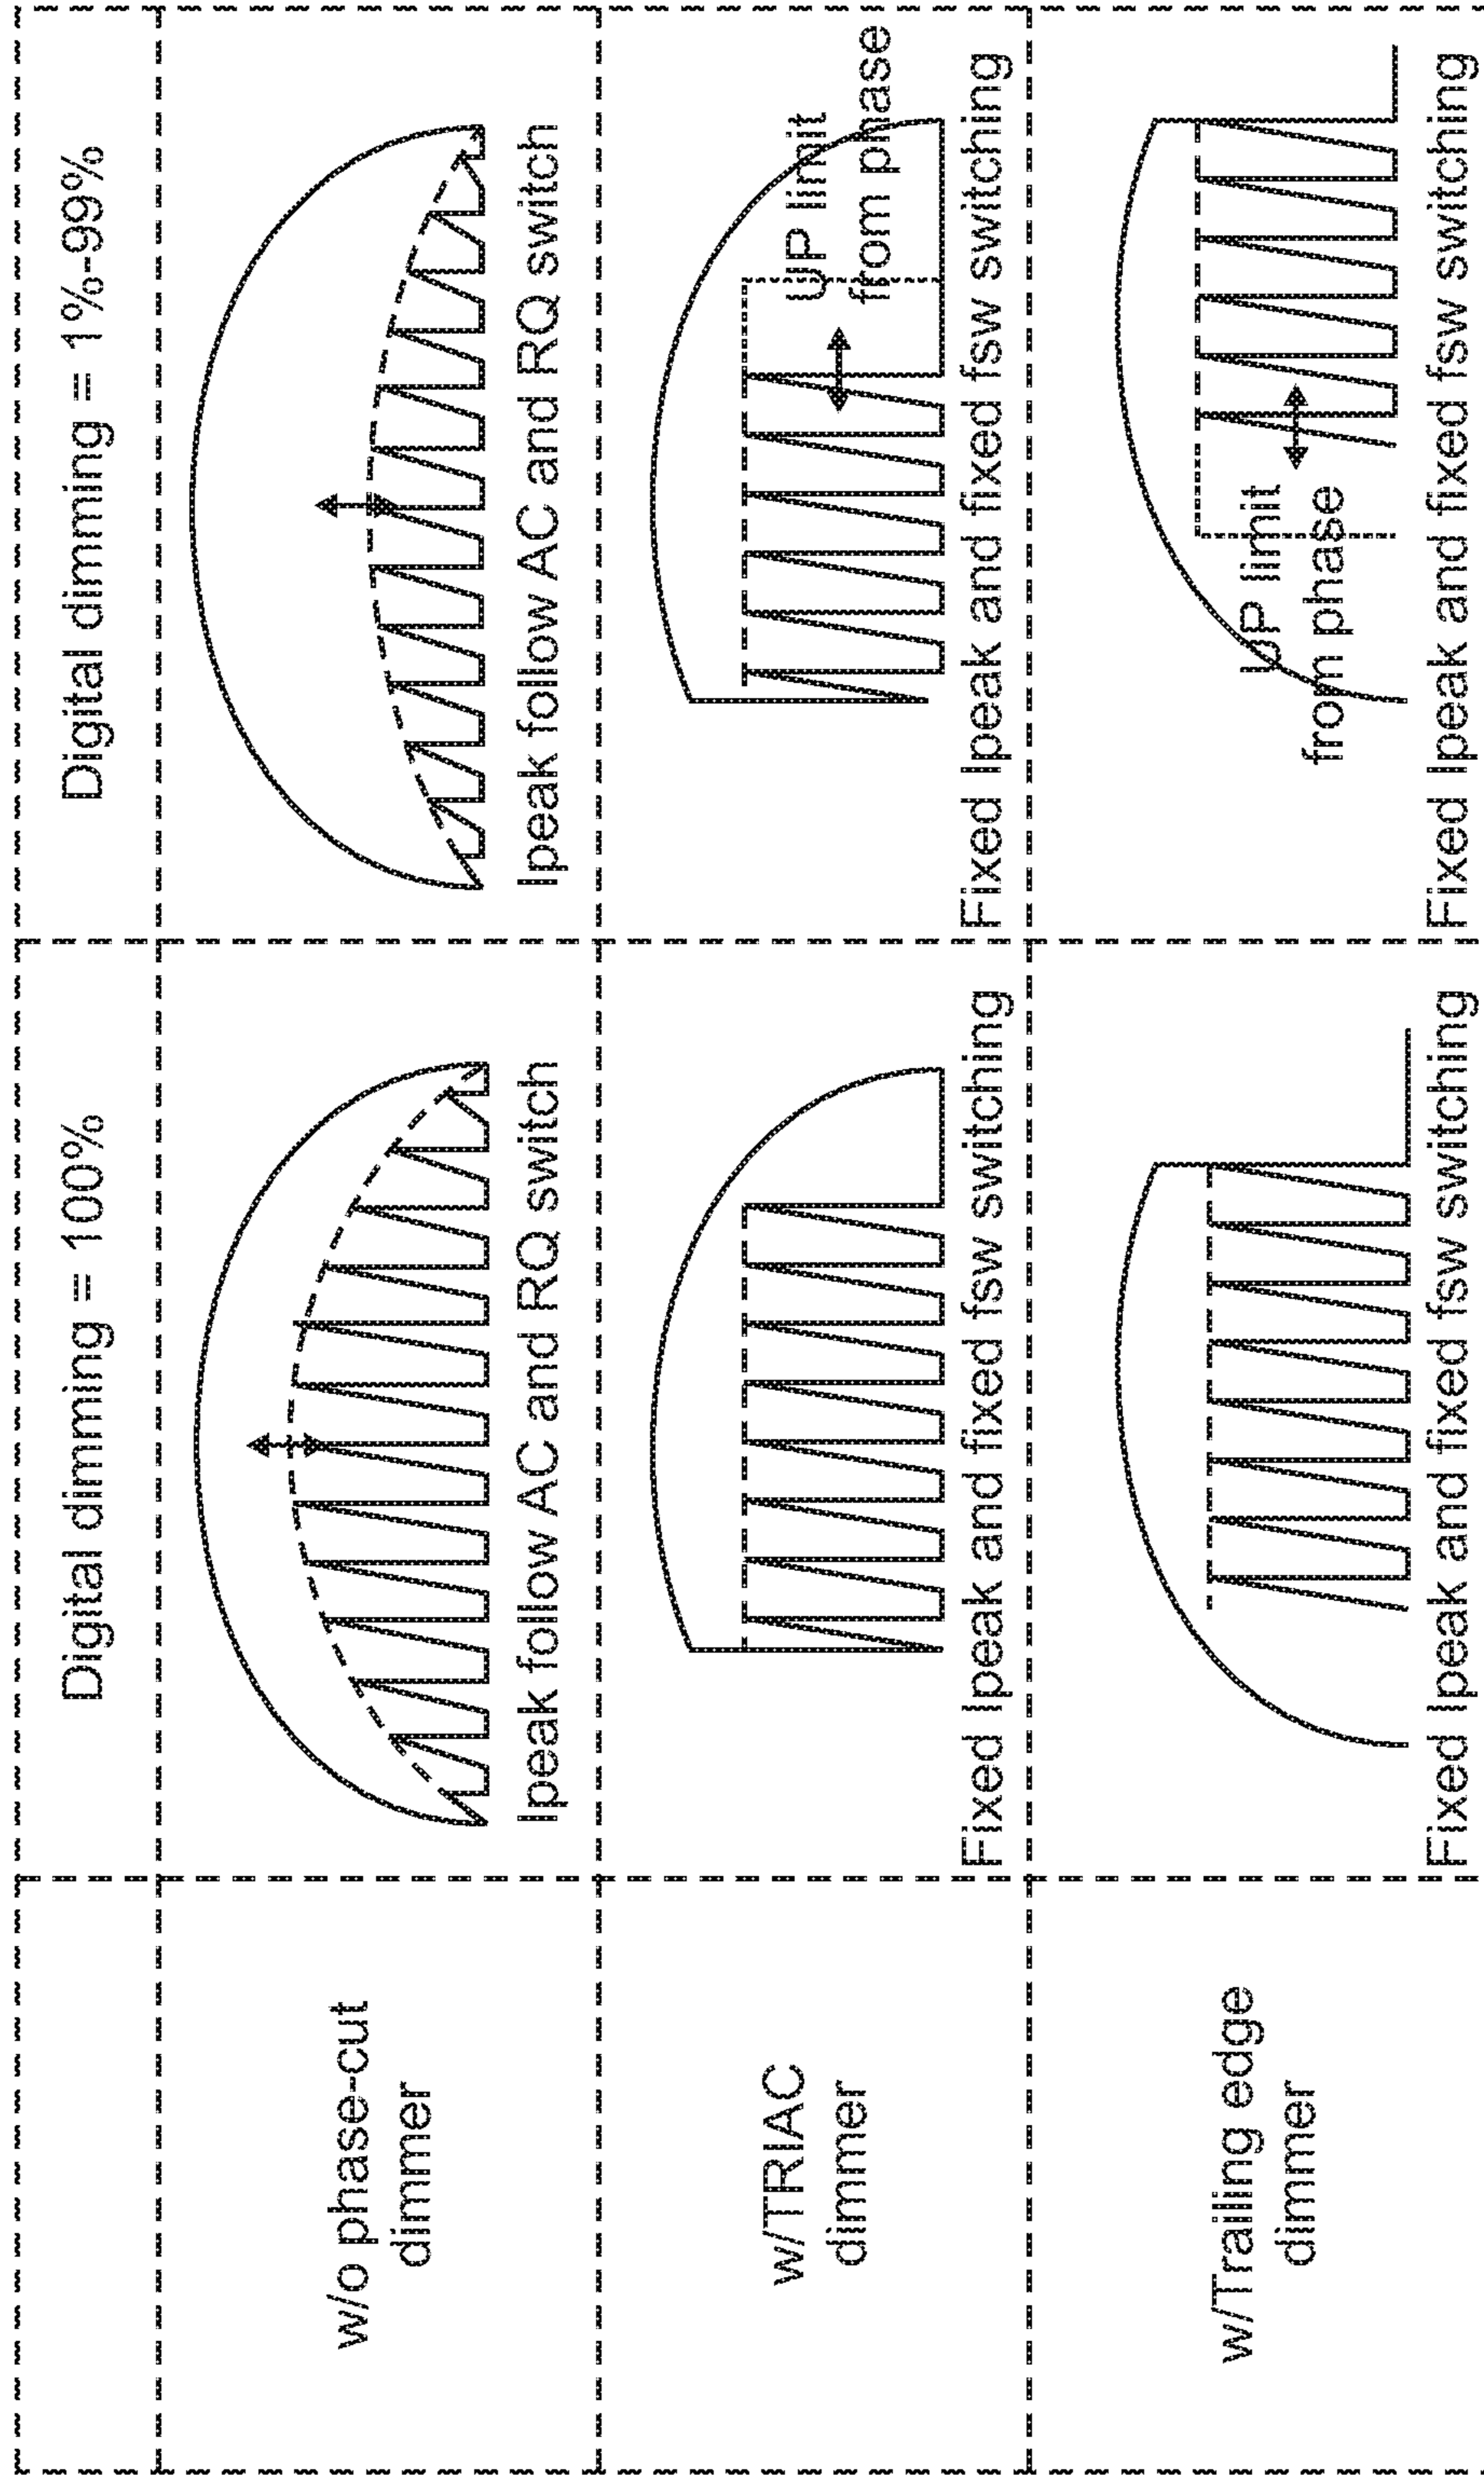 Digital dimming = 100%
Digital dimming = 1%-99%
w/o phase-cut
dimmer
Ipeak follow AC and RQ switch
Ipeak follow AC and RQ switch
w/TRIAC
dimmer
Fixed Ipeak and fixed fsw switching
UP limit
from phase
Fixed Ipeak and fixed fsw switching
w/Trailing edge
dimmer
Fixed Ipeak and fixed fsw switching
UP limit
from phase
Fixed Ipeak and fixed fsw switching